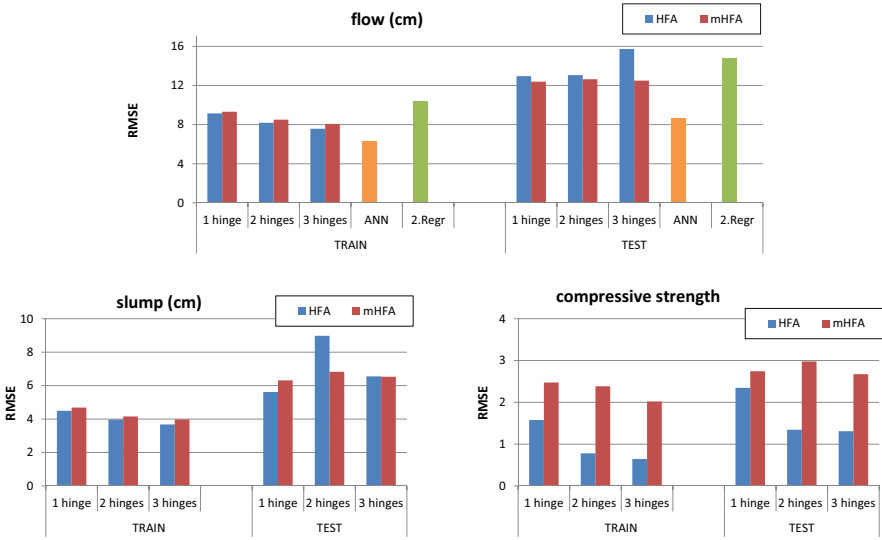 flow (cm)
HFA mHFA
RMSE
16
12
8
4
0
1 hinge 2 hinges 3 hinges ANN 2.Regr 1 hinge 2 hinges 3 hinges ANN 2.Regr
TRAIN TEST
slump (cm)
HFA mHFA
RMSE
10
8
6
4
2
0
1 hinge 2 hinges 3 hinges 1 hinge 2 hinges 3 hinges
TRAIN TEST
compressive strength
HFA mHFA
RMSE
4
3
2
1
0
1 hinge 2 hinges 3 hinges 1 hinge 2 hinges 3 hinges
TRAIN TEST